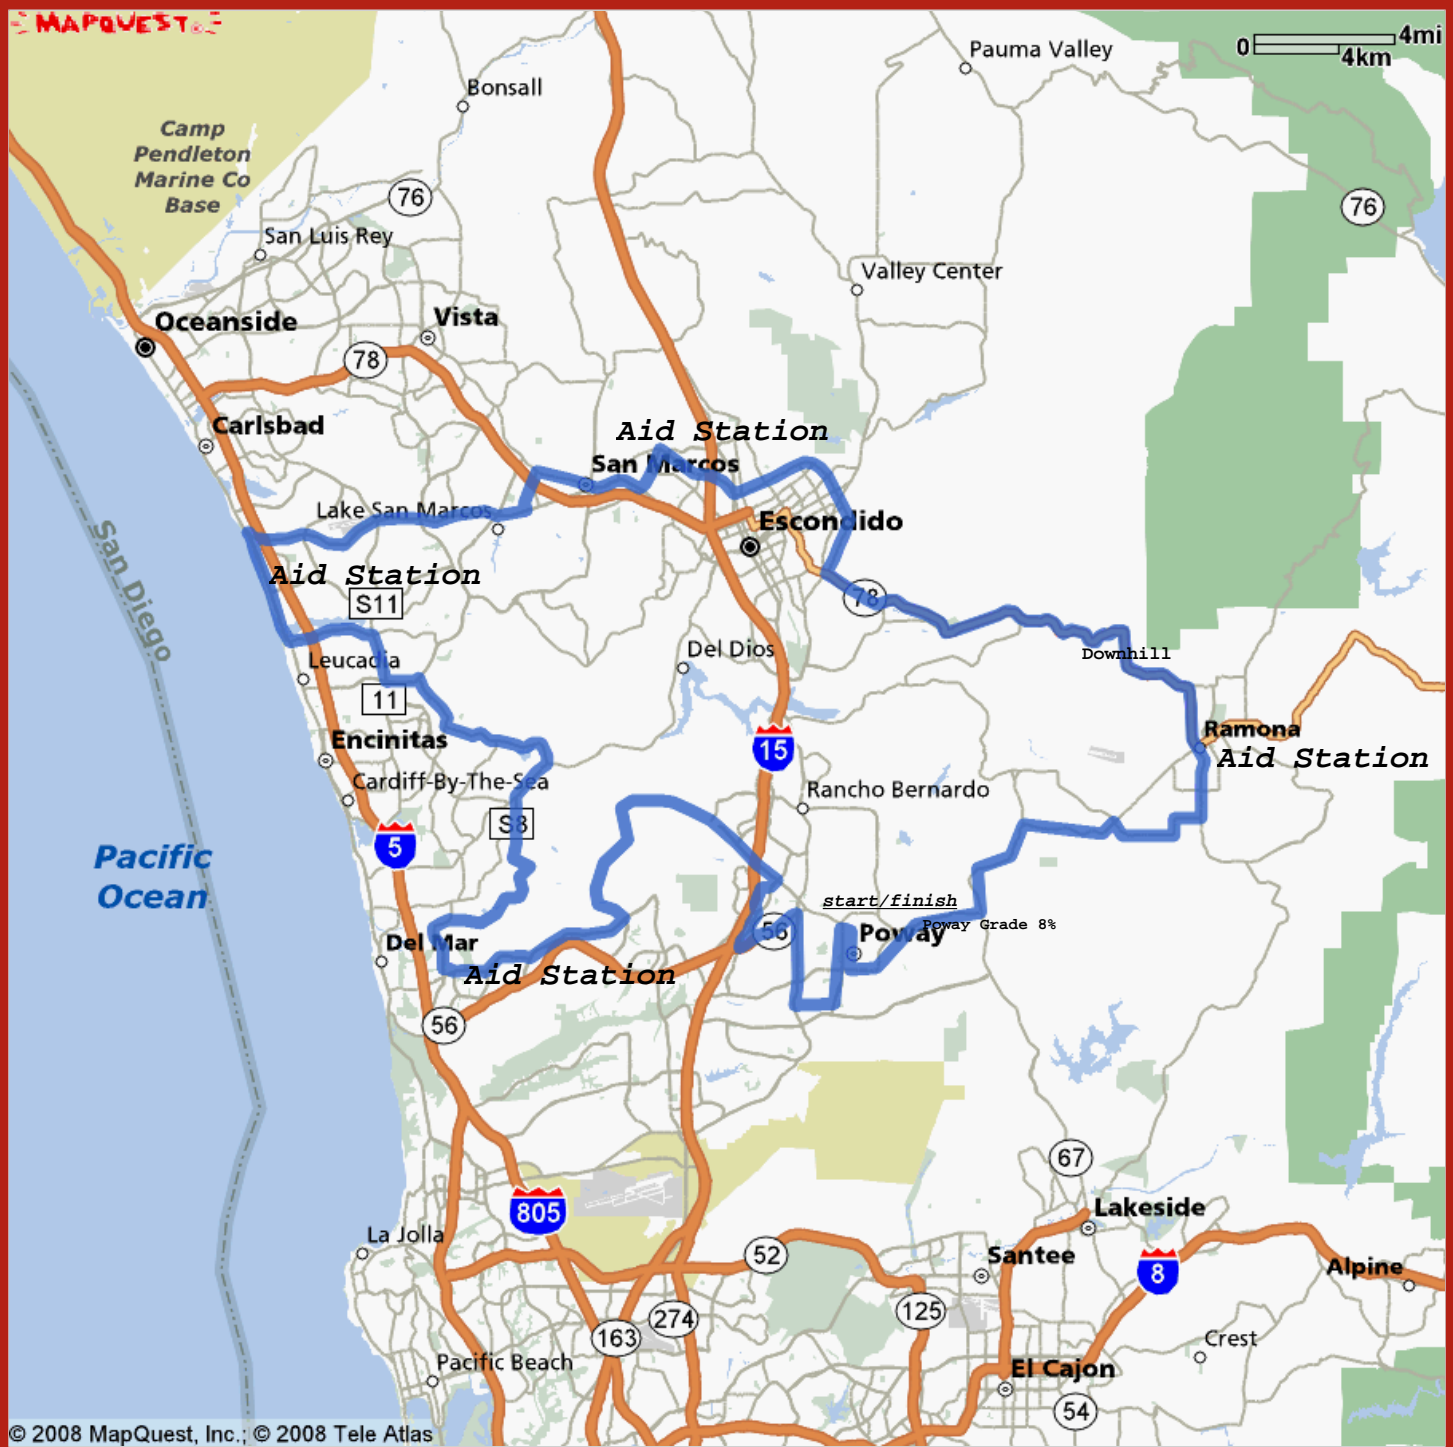 MAPQUEST
0 4mi
4km
Pauma Valley
Bonsall
Camp
Pendleton
Marine Co
Base
76
76
San Luis Rey
Valley Center
Oceanside
Vista
78
Carlsbad
Aid Station
San Marcos
Lake San Marcos
Escondido
San Diego
Aid Station
S11
78
Del Dios
Downhill
Leucadia
11
Ramona
Encinitas
15
Aid Station
Cardiff-By-The-Sea
Rancho Bernardo
S8
5
Pacific
Ocean
start/finish
Poway Grade 8%
56
Poway
Del Mar
Aid Station
56
67
805
Lakeside
La Jolla
52
Santee
8
Alpine
125
274
163
Crest
Pacific Beach
El Cajon
54
© 2008 MapQuest, Inc.; © 2008 Tele Atlas